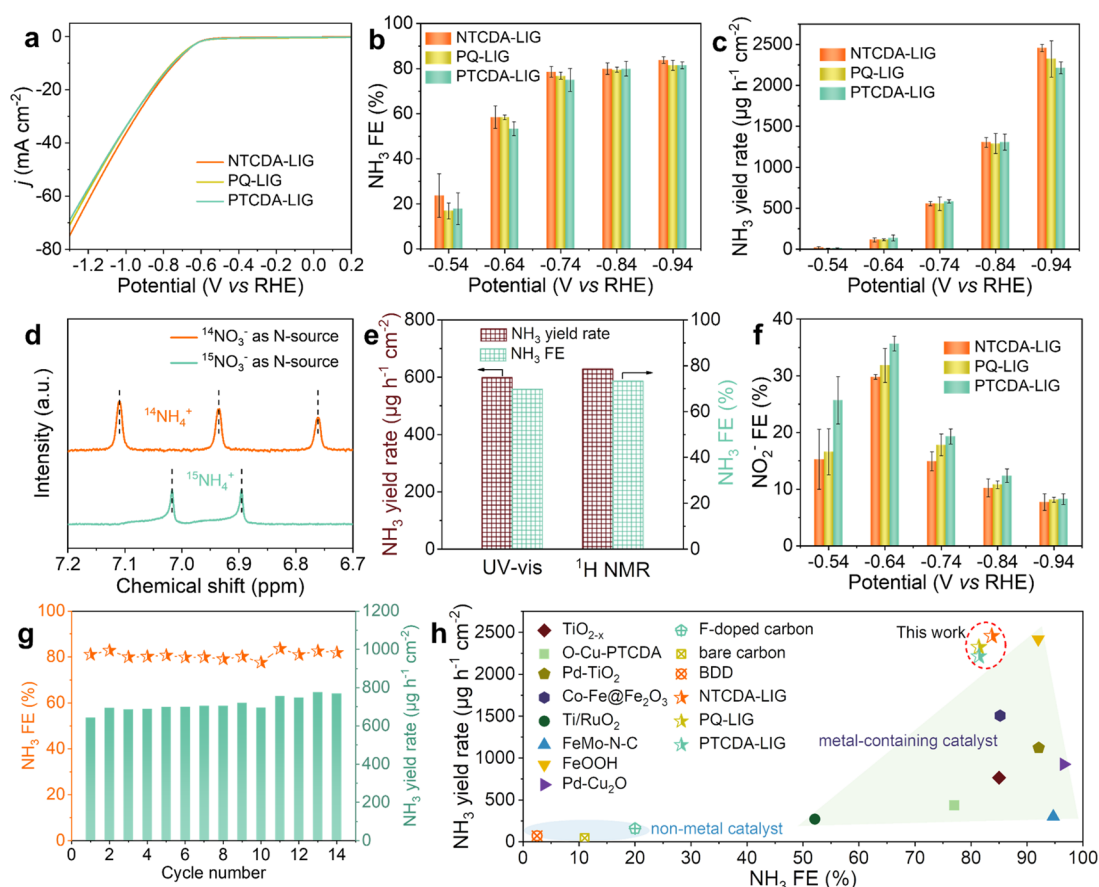 a
j (mA cm⁻²)
0
-20
-40
-60
-80
NTCDA-LIG
PQ-LIG
PTCDA-LIG
-1.2 -1.0 -0.8 -0.6 -0.4 -0.2 0.0 0.2
Potential (V vs RHE)
b
NH₃ FE (%)
100
80
60
40
20
0
NTCDA-LIG
PQ-LIG
PTCDA-LIG
-0.54 -0.64 -0.74 -0.84 -0.94
Potential (V vs RHE)
c
NH₃ yield rate (µg h⁻¹ cm⁻²)
2500
2000
1500
1000
500
0
NTCDA-LIG
PQ-LIG
PTCDA-LIG
-0.54 -0.64 -0.74 -0.84 -0.94
Potential (V vs RHE)
d
Intensity (a.u.)
¹⁴NO₃⁻ as N-source
¹⁵NO₃⁻ as N-source
¹⁴NH₄⁺
¹⁵NH₄⁺
7.2 7.1 7.0 6.9 6.8 6.7
Chemical shift (ppm)
e
NH₃ yield rate (µg h⁻¹ cm⁻²)
800
600
400
200
0
NH₃ yield rate
NH₃ FE
UV-vis ¹H NMR
100
80
60
40
20
0
NH₃ FE (%)
f
NO₂⁻ FE (%)
40
30
20
10
0
NTCDA-LIG
PQ-LIG
PTCDA-LIG
-0.54 -0.64 -0.74 -0.84 -0.94
Potential (V vs RHE)
g
NH₃ FE (%)
100
80
60
40
20
0
0 2 4 6 8 10 12 14
Cycle number
1200
1000
800
600
400
200
0
NH₃ yield rate (µg h⁻¹ cm⁻²)
h
NH₃ yield rate (µg h⁻¹ cm⁻²)
2500
2000
1500
1000
500
0
TiO₂₋ₓ
O-Cu-PTCDA
Pd-TiO₂
Co-Fe@Fe₂O₃
Ti/RuO₂
FeMo-N-C
FeOOH
Pd-Cu₂O
F-doped carbon
bare carbon
BDD
NTCDA-LIG
PQ-LIG
PTCDA-LIG
This work
metal-containing catalyst
non-metal catalyst
0 10 20 30 40 50 60 70 80 90 100
NH₃ FE (%)